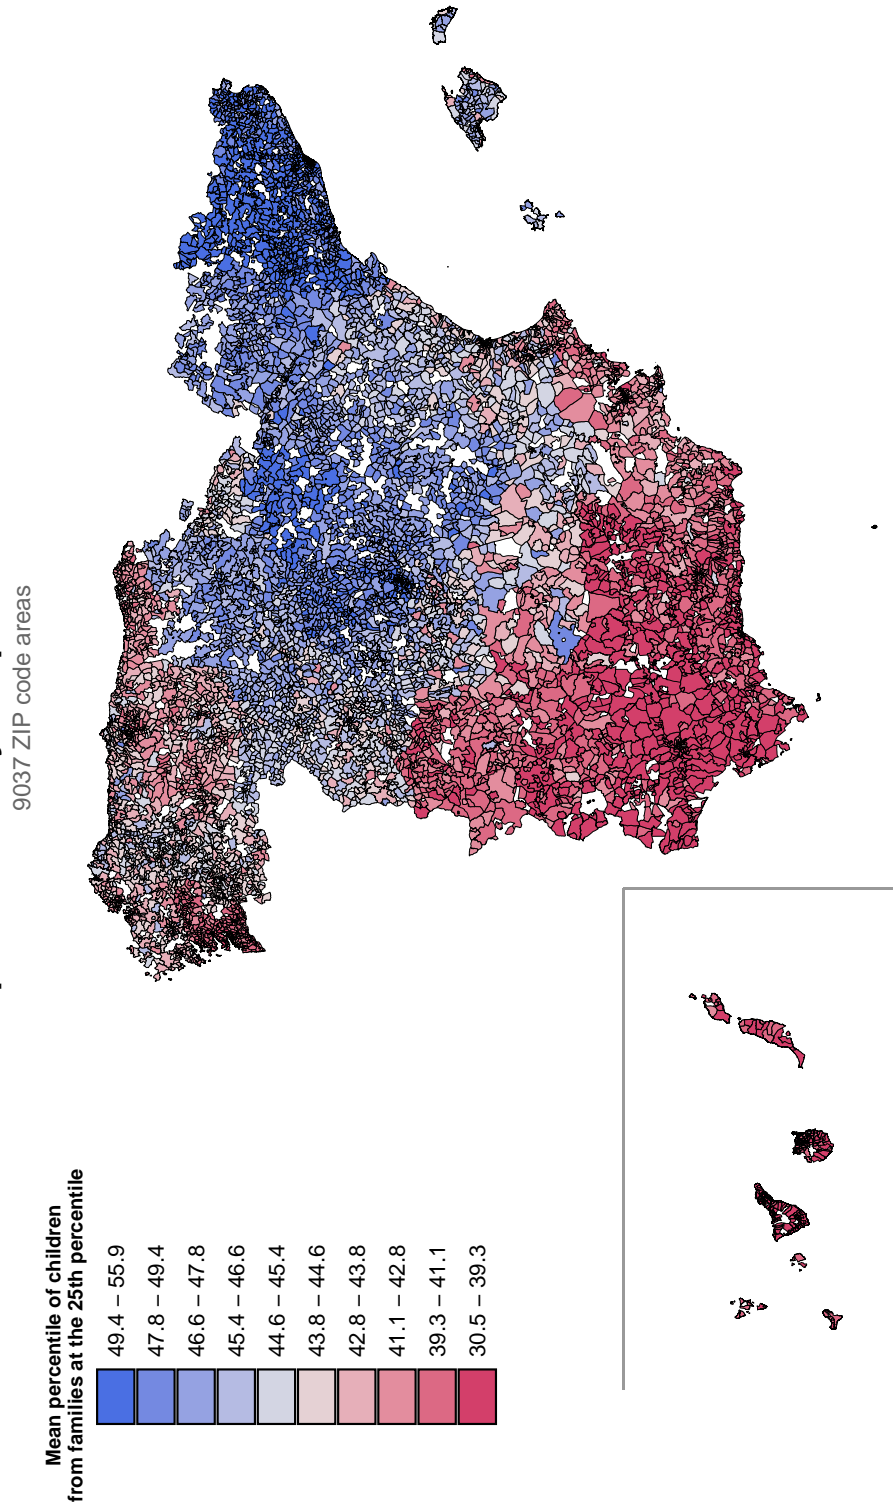 9037 ZIP code areas
Mean percentile of children
from families at the 25th percentile
49.4 – 55.9
47.8 – 49.4
46.6 – 47.8
45.4 – 46.6
44.6 – 45.4
43.8 – 44.6
42.8 – 43.8
41.1 – 42.8
39.3 – 41.1
30.5 – 39.3